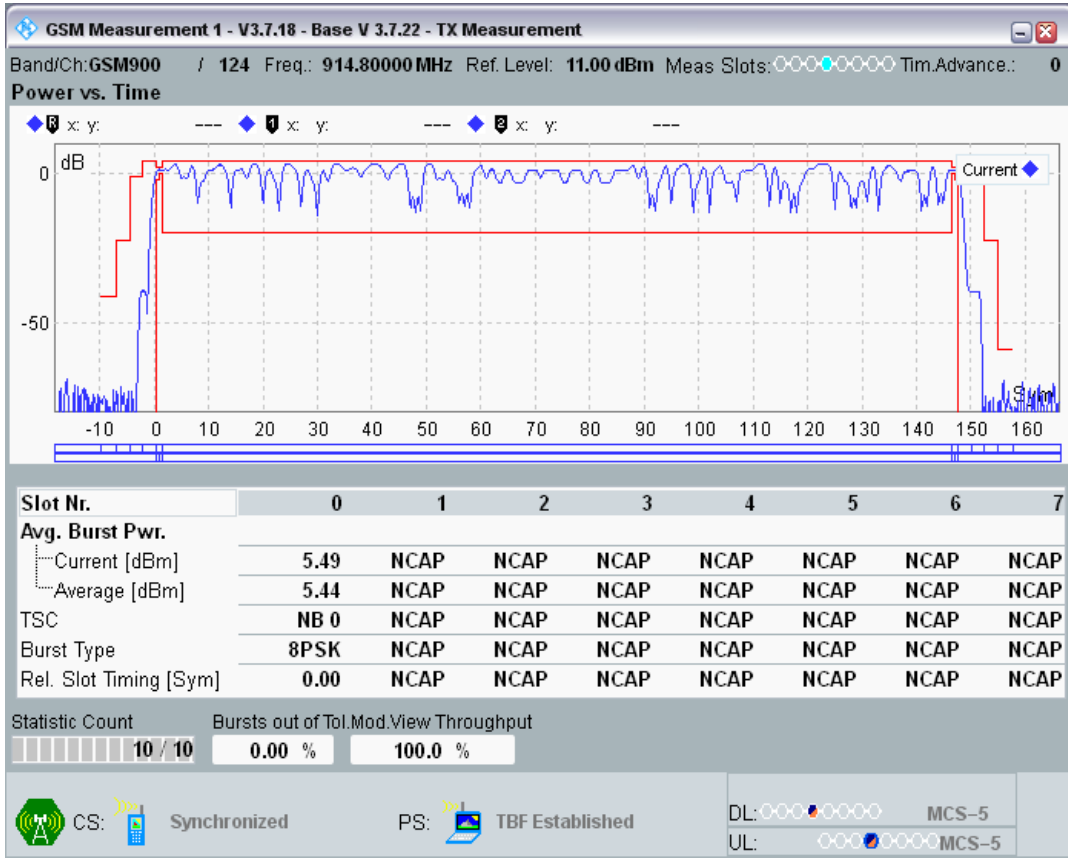 GSM Measurement 1 - V3.7.18 - Base V 3.7.22 - TX Measurement
Band/Ch:GSM900 / 124 Freq.: 914.80000 MHz Ref. Level: 11.00 dBm Meas Slots: Tim.Advance.: 0
Power vs. Time
R x: y: --- 1 x: y: --- 2 x: y: ---
dB
Current
0
-50
Sym
-10 0 10 20 30 40 50 60 70 80 90 100 110 120 130 140 150 160
Slot Nr. 0 1 2 3 4 5 6 7
Avg. Burst Pwr.
Current [dBm] 5.49 NCAP NCAP NCAP NCAP NCAP NCAP NCAP
Average [dBm] 5.44 NCAP NCAP NCAP NCAP NCAP NCAP NCAP
TSC NB 0 NCAP NCAP NCAP NCAP NCAP NCAP NCAP
Burst Type 8PSK NCAP NCAP NCAP NCAP NCAP NCAP NCAP
Rel. Slot Timing [Sym] 0.00 NCAP NCAP NCAP NCAP NCAP NCAP NCAP
Statistic Count Bursts out of Tol.Mod.View Throughput
10 / 10 0.00 % 100.0 %
CS: Synchronized PS: TBF Established
DL: MCS-5
UL: MCS-5